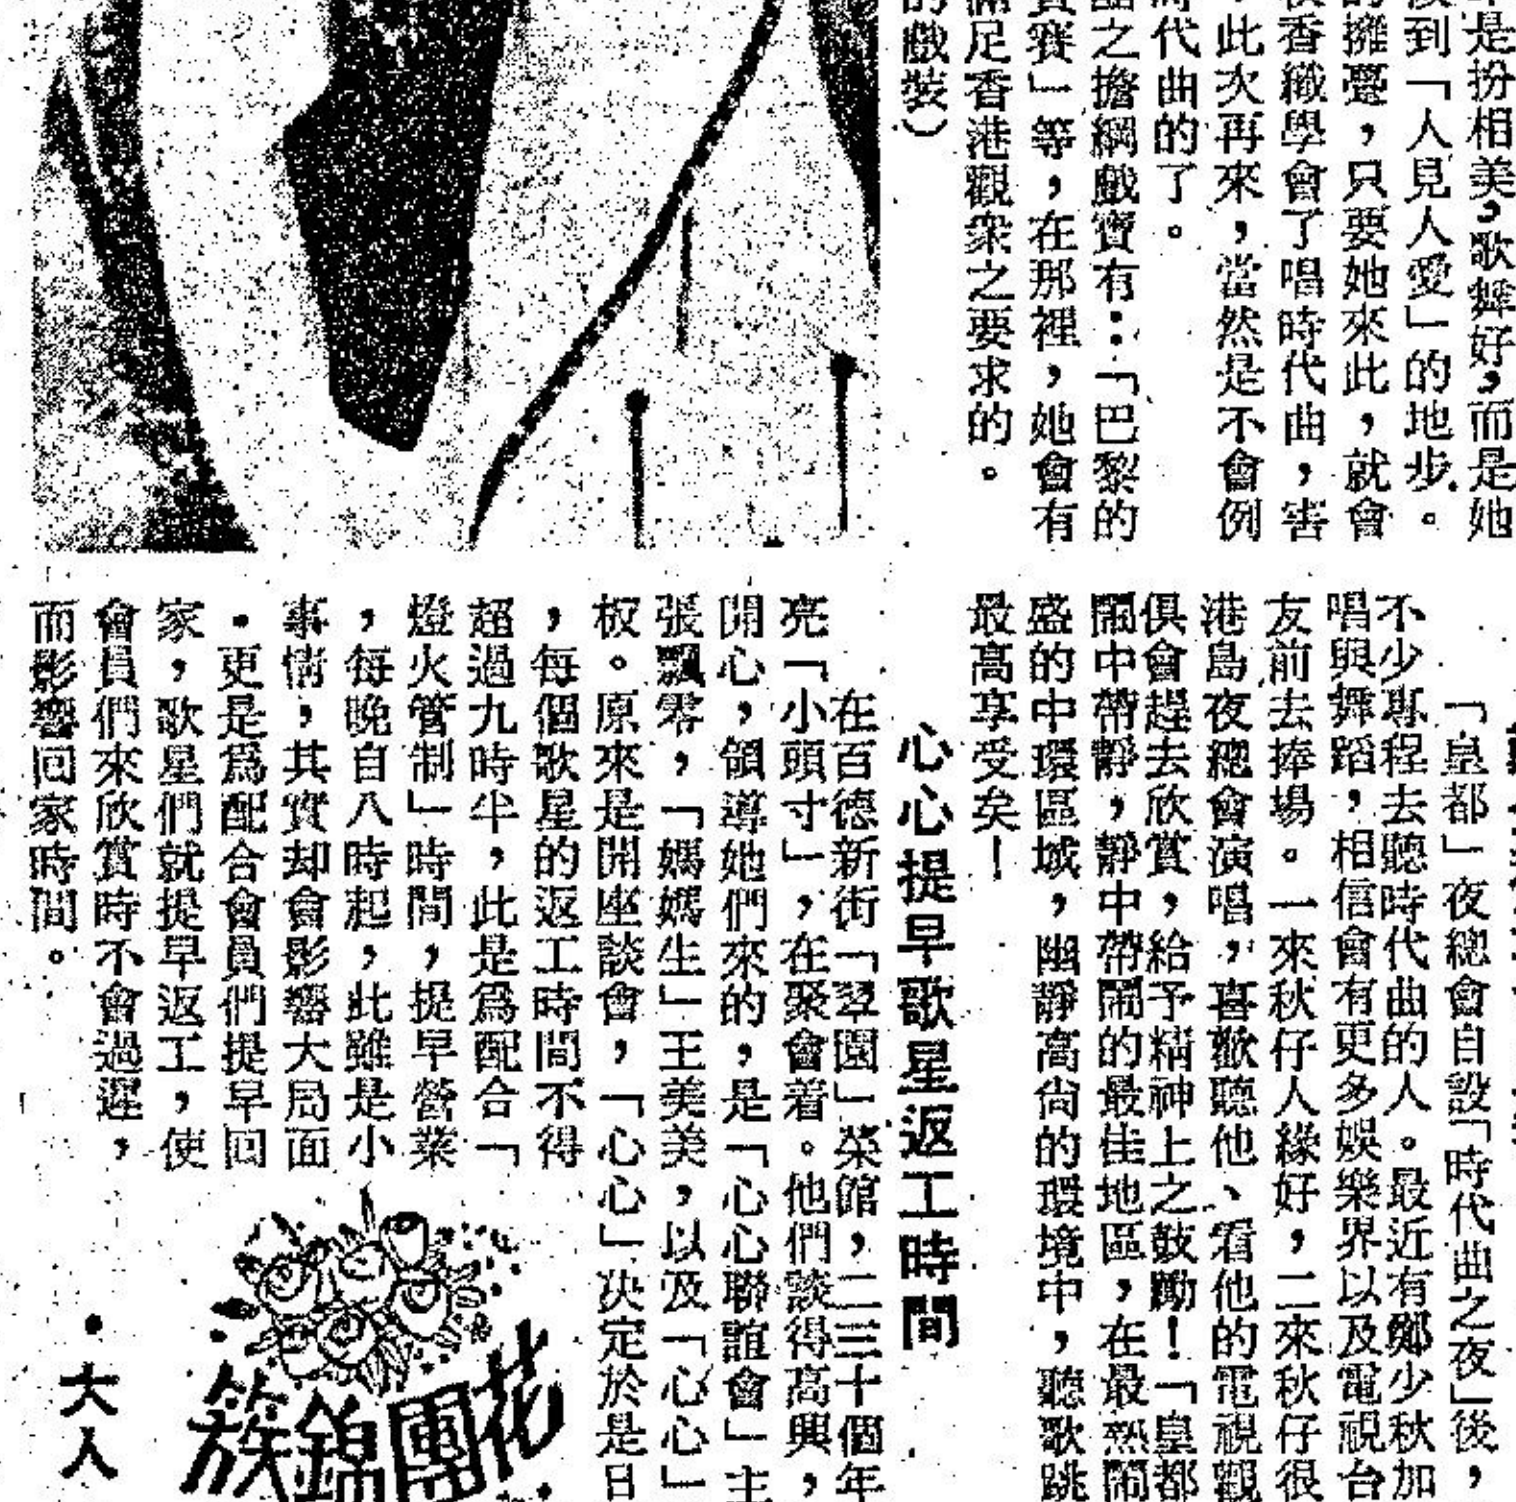 是扮相美，歌舞好，而是她
到「人見人愛」的地步。
的擁躉，只要她來此，就會
香織學會了唱時代曲，害
，此次再來，當然是不會例
時代曲的了。
之擔綱戲寶有：「巴黎的
賽」等，在那裡，她會有
滿足香港觀衆之要求的。
的戲裝）
「皇都」夜總會自設「時代曲之夜」後，
不少專程去聽時代曲的人。最近有鄭少秋加
唱與舞蹈，相信會有更多娛樂界以及電視台
友前去捧場。一來秋仔人緣好，二來秋仔很
港島夜總會演唱，喜歡聽他、看他的電視觀
俱會趕去欣賞，給予精神上之鼓勵！「皇都
鬧中帶靜，靜中帶鬧的最佳地區，在最熱鬧
盛的中環區域，幽靜高尚的環境中，聽歌跳
最高享受矣！
心心提早歌星返工時間
在百德新街「翠園」菜館，二三十個年
亮「小頭寸」，在聚會着。他們談得高興，
開心，領導她們來的，是「心心聯誼會」主
張飄零，「媽媽生」王美美，以及「心心」
板。原來是開座談會，「心心」决定於是日
，每個歌星的返工時間不得
超過九時半，此是爲配合「
燈火管制」時間，提早營業
，每晚自八時起，此雖是小
事情，其實却會影響大局面
。更是爲配合會員們提早回
家，歌星們就提早返工，使
會員們來欣賞時不會過遲，
而影響回家時間。
花團錦簇
·大人